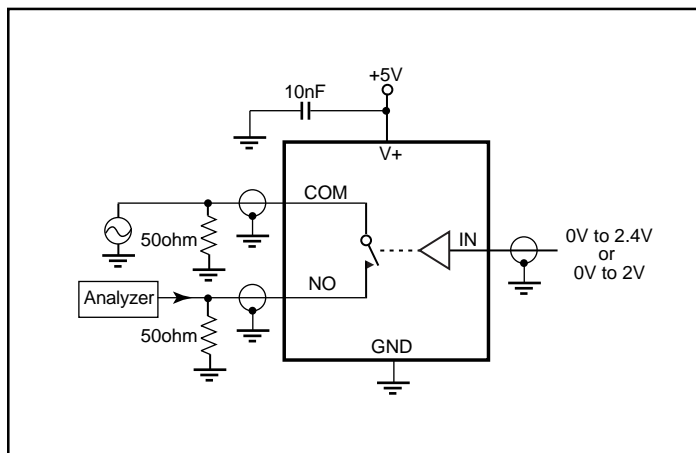 +5V
10nF
V+
COM
50ohm
IN
0V to 2.4V
or
0V to 2V
Analyzer
NO
50ohm
GND